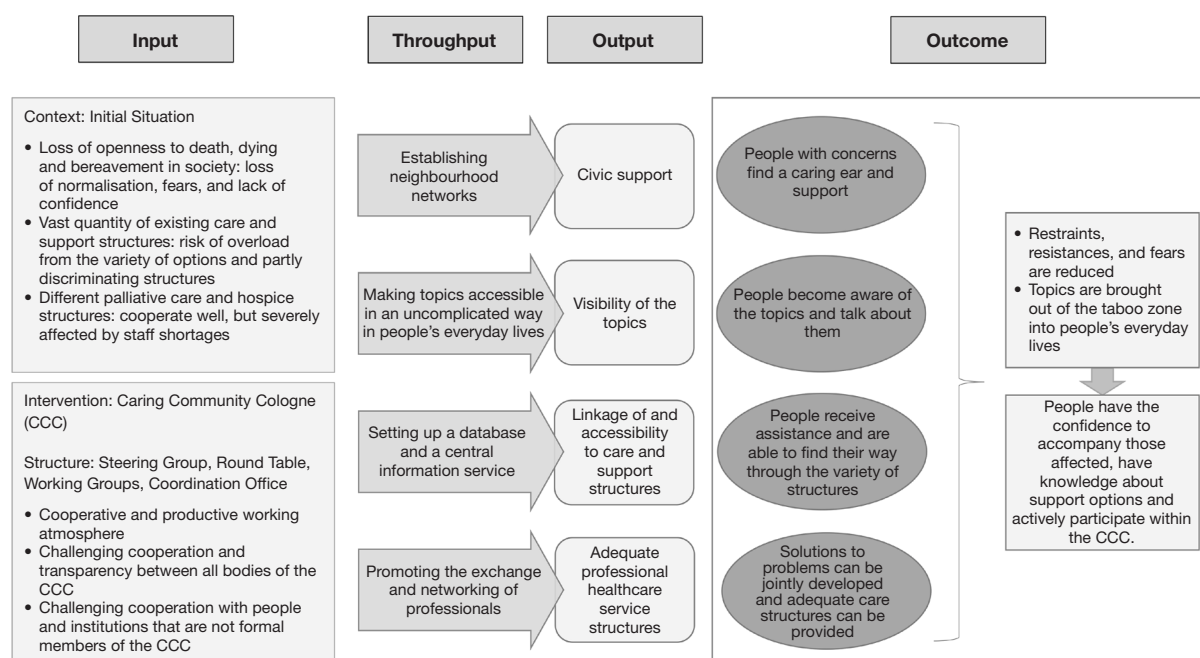 Input
Throughput
Output
Outcome
Context: Initial Situation
• Loss of openness to death, dying
and bereavement in society: loss
of normalisation, fears, and lack of
confidence
• Vast quantity of existing care and
support structures: risk of overload
from the variety of options and partly
discriminating structures
• Different palliative care and hospice
structures: cooperate well, but severely
affected by staff shortages
Intervention: Caring Community Cologne
(CCC)
Structure: Steering Group, Round Table,
Working Groups, Coordination Office
• Cooperative and productive working
atmosphere
• Challenging cooperation and
transparency between all bodies of the
CCC
• Challenging cooperation with people
and institutions that are not formal
members of the CCC
Establishing
neighbourhood
networks
Civic support
People with concerns
find a caring ear and
support
Making topics accessible
in an uncomplicated way
in people's everyday lives
Visibility of the
topics
People become aware of
the topics and talk about
them
Setting up a database
and a central
information service
Linkage of and
accessibility
to care and
support
structures
People receive
assistance and are
able to find their way
through the variety of
structures
Promoting the exchange
and networking of
professionals
Adequate
professional
healthcare
service
structures
Solutions to
problems can be
jointly developed
and adequate care
structures can be
provided
• Restraints,
resistances, and fears
are reduced
• Topics are brought
out of the taboo zone
into people's everyday
lives
People have the
confidence to
accompany those
affected, have
knowledge about
support options and
actively participate within
the CCC.